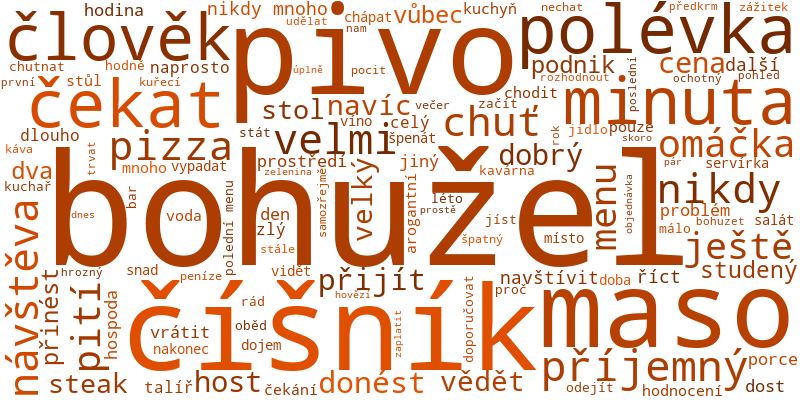 hodina
nikdy mnoho
udělat
chápat
vůbec
kuchyň
nechat
předkrm
zážitek
člověk
pivo
nam
polévka
chutnat
hodně
naprosto
úplně
pocit
podnik
cena
další
první
stůl
kuřecí
rozhodnout
poslední
ochotný
pohled
čekat
stol
navíc
večer
chodit
začít
minuta
dlouho
stát
víno
celý
chuť
rok
jídlo
pouze
skoro
káva
pizza
velmi
špenát
omáčka
dva
trvat
mnoho
vypadat
prostředí
jiný
dobrý
kavárna
pár
servírka
kuchař
bohužel
zelenina
velký
samozřejmě
arogantní
menu
objednávka
nikdy
návštěva
bar
polední menu
léto
prostě
problém
bohuzet
salát
dnes
voda
den
zlý
jíst
špatný
místo
málo
ještě
pití
stále
studený
hrozný
snad
peníze
vidět
přijít
hovězí
navštívit
proč
doba
říct
přinést
hospoda
číšník
rád
oběd
zaplatit
doporučovat
maso
vrátit
nakonec
dojem
příjemný
porce
steak
talíř
host
čekání
donést
vědět
odejít
hodnocení
dost